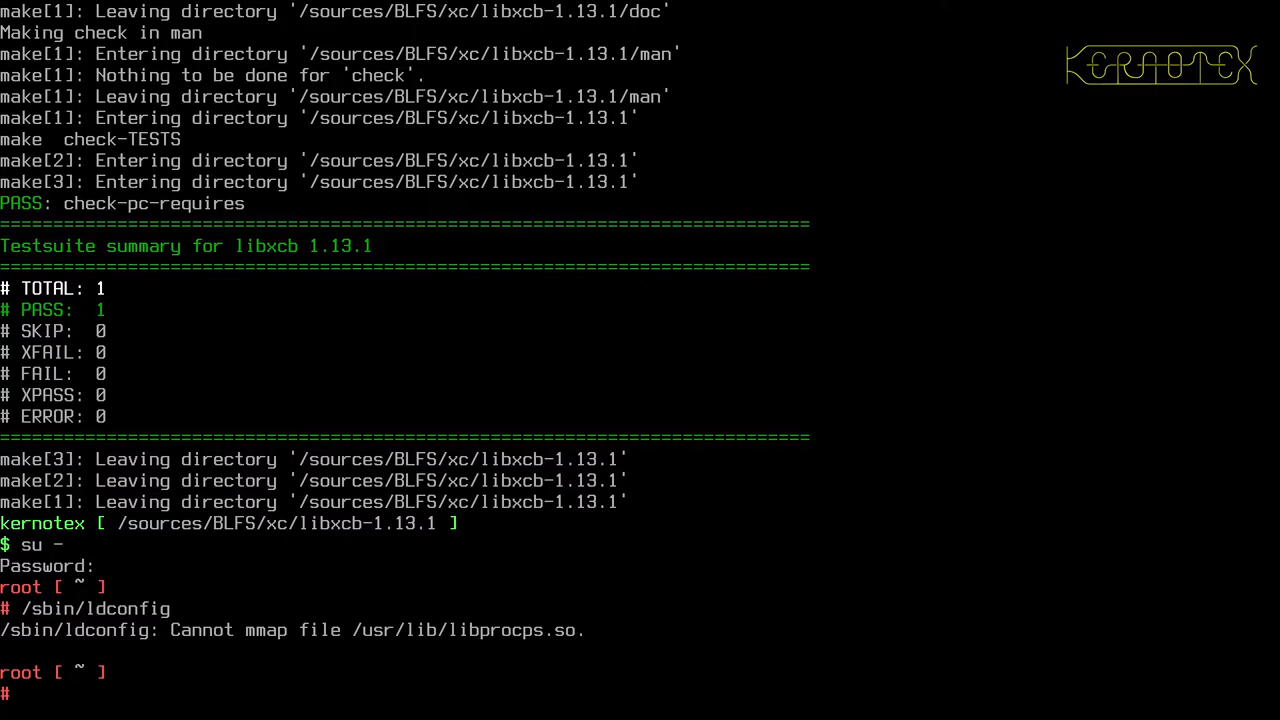 make[1]: Leaving directory '/sources/BLFS/xc/libxcb-1.13.1/doc'
Making check in man
make[1]: Entering directory '/sources/BLFS/xc/libxcb-1.13.1/man'
make[1]: Nothing to be done for 'check'.
make[1]: Leaving directory '/sources/BLFS/xc/libxcb-1.13.1/man'
make[1]: Entering directory '/sources/BLFS/xc/libxcb-1.13.1'
make  check-TESTS
make[2]: Entering directory '/sources/BLFS/xc/libxcb-1.13.1'
make[3]: Entering directory '/sources/BLFS/xc/libxcb-1.13.1'
PASS: check-pc-requires
============================================================================
Testsuite summary for libxcb 1.13.1
============================================================================
# TOTAL: 1
# PASS:  1
# SKIP:  0
# XFAIL: 0
# FAIL:  0
# XPASS: 0
# ERROR: 0
============================================================================
make[3]: Leaving directory '/sources/BLFS/xc/libxcb-1.13.1'
make[2]: Leaving directory '/sources/BLFS/xc/libxcb-1.13.1'
make[1]: Leaving directory '/sources/BLFS/xc/libxcb-1.13.1'
kernotex [ /sources/BLFS/xc/libxcb-1.13.1 ]
$ su -
Password:
root [ ~ ]
# /sbin/ldconfig
/sbin/ldconfig: Cannot mmap file /usr/lib/libprocps.so.
root [ ~ ]
#
KERNOTEX